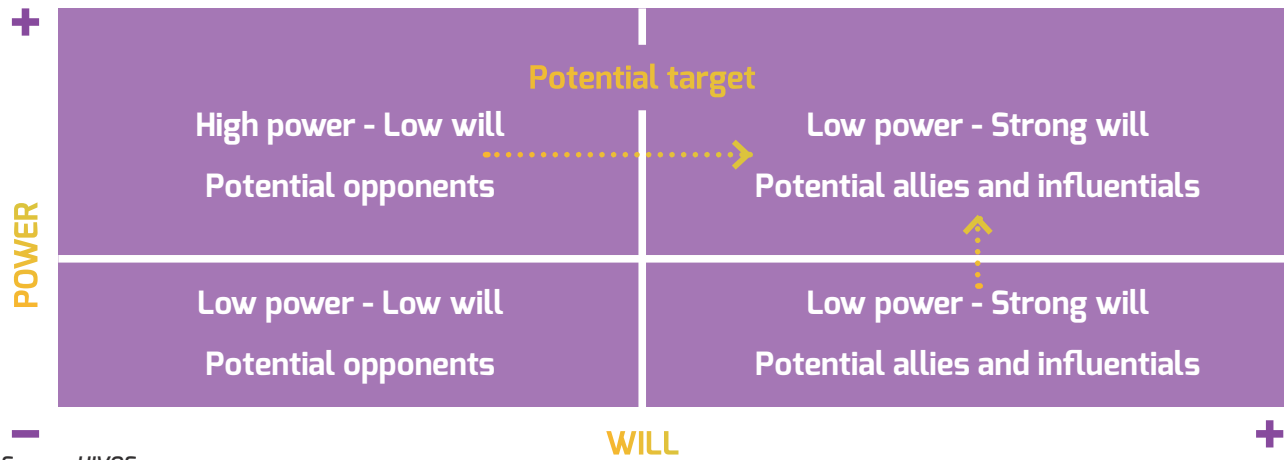 +
Potential target
High power - Low will
Low power - Strong will
Potential opponents
Potential allies and influentials
POWER
Low power - Low will
Low power - Strong will
Potential opponents
Potential allies and influentials
−
WILL
+
HIVOS